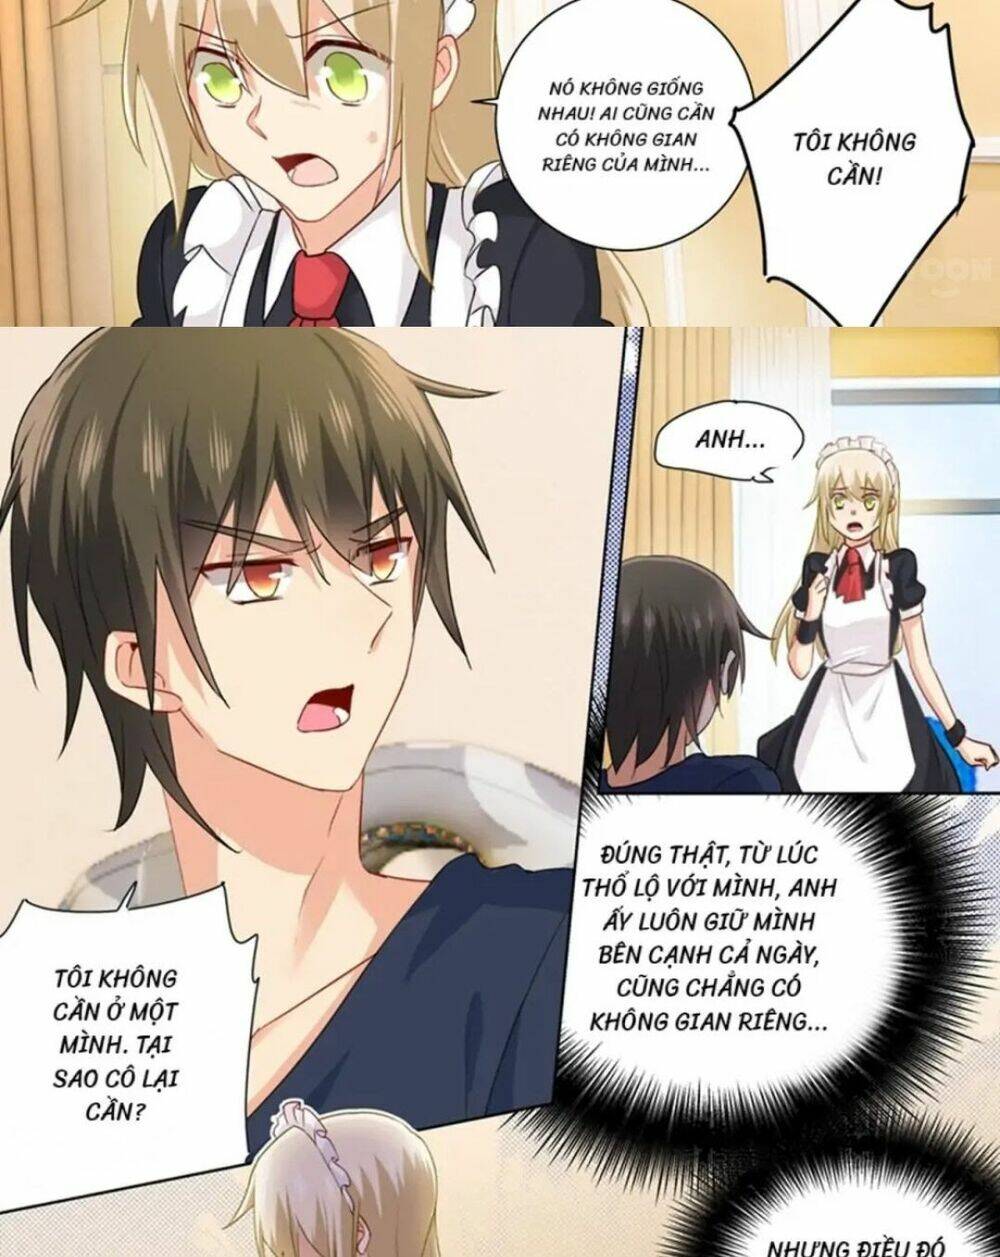 NÓ KHÔNG GIỐNG
NHAU! AI CŨNG CẦN
CÓ KHÔNG GIAN
RIÊNG CỦA MÌNH...
TÔI KHÔNG
CẦN!
ANH...
TÔI KHÔNG
CẦN Ở MỘT
MÌNH. TẠI
SAO CÔ LẠI
CẦN?
ĐÚNG THẬT, TỪ LÚC
THỔ LỘ VỚI MÌNH, ANH
ẤY LUÔN GIỮ MÌNH
BÊN CẠNH CẢ NGÀY,
CŨNG CHẲNG CÓ
KHÔNG GIAN RIÊNG...
NHƯNG ĐIỀU ĐÓ